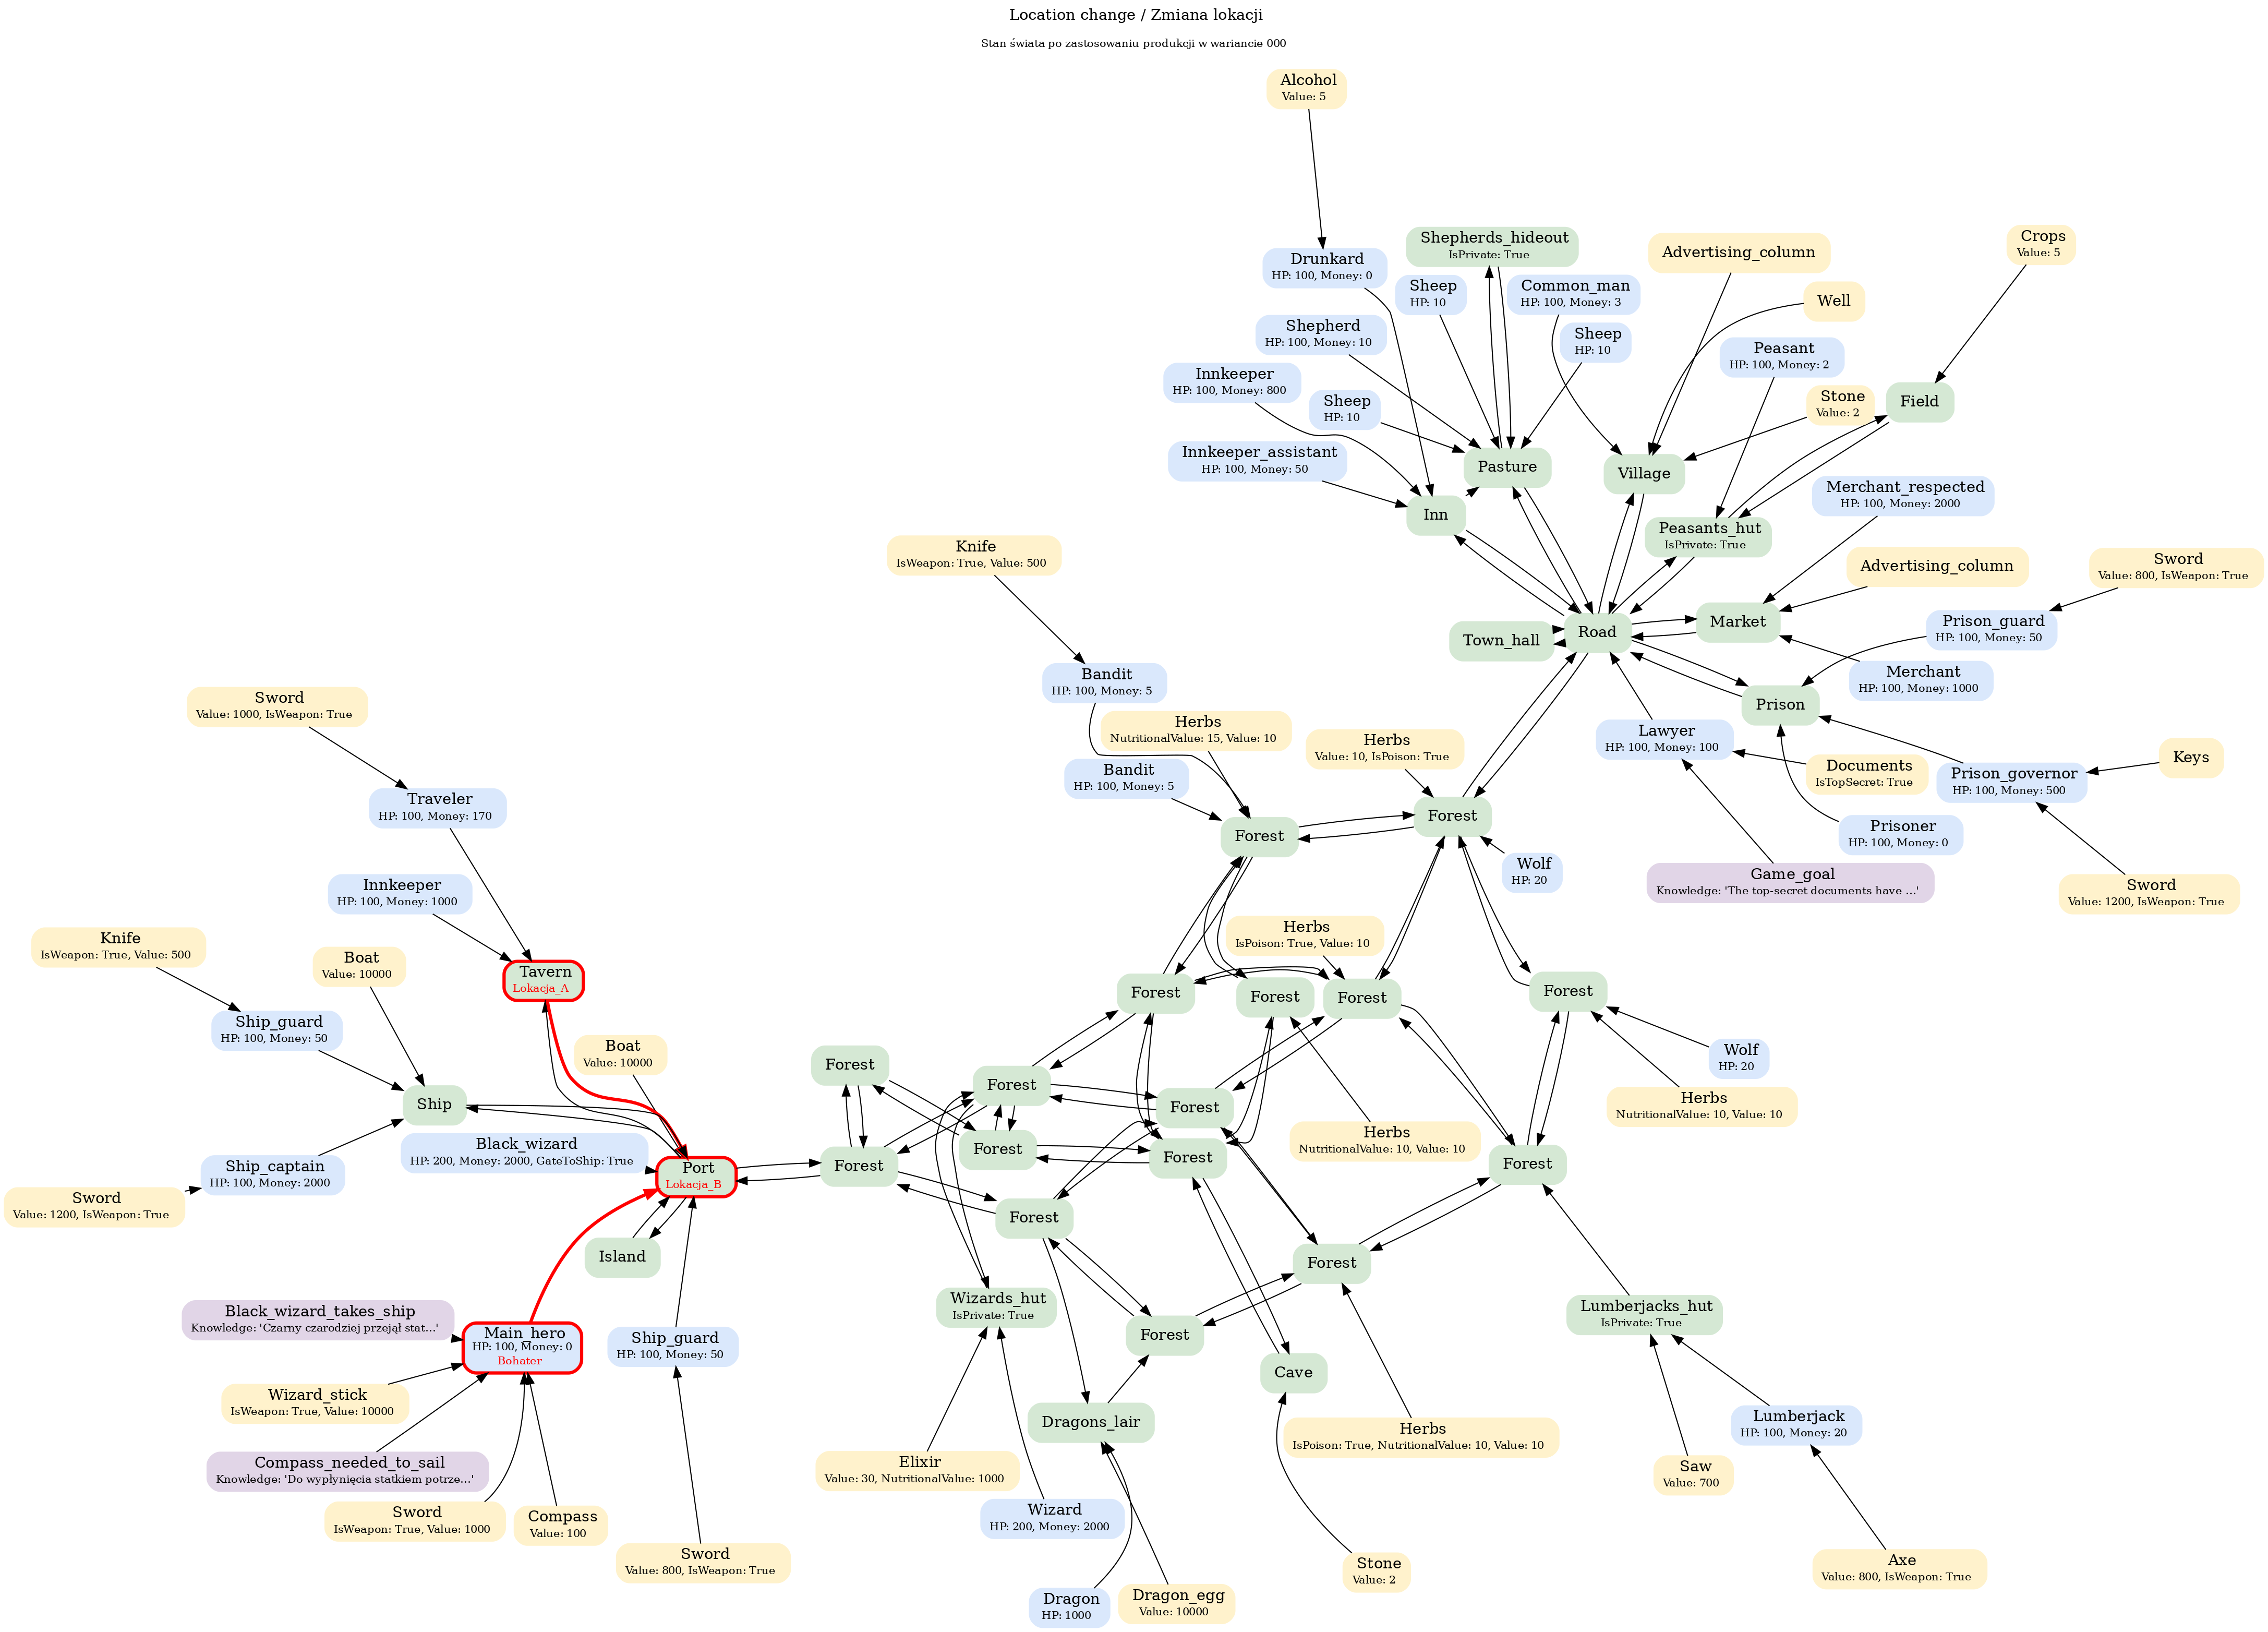 Location change / Zmiana lokacji
Stan świata po zastosowaniu produkcji w wariancie 000
Alcohol
Value: 5
Drunkard
HP: 100, Money: 0
Shepherds_hideout
IsPrivate: True
Advertising_column
Crops
Value: 5
Sheep
HP: 10
Common_man
HP: 100, Money: 3
Well
Shepherd
HP: 100, Money: 10
Sheep
HP: 10
Peasant
HP: 100, Money: 2
Innkeeper
HP: 100, Money: 800
Sheep
HP: 10
Stone
Value: 2
Field
Innkeeper_assistant
HP: 100, Money: 50
Pasture
Village
Merchant_respected
HP: 100, Money: 2000
Inn
Peasants_hut
IsPrivate: True
Knife
IsWeapon: True, Value: 500
Advertising_column
Sword
Value: 800, IsWeapon: True
Town_hall
Road
Market
Prison_guard
HP: 100, Money: 50
Bandit
HP: 100, Money: 5
Merchant
HP: 100, Money: 1000
Sword
Value: 1000, IsWeapon: True
Prison
Herbs
NutritionalValue: 15, Value: 10
Herbs
Value: 10, IsPoison: True
Lawyer
HP: 100, Money: 100
Documents
IsTopSecret: True
Keys
Bandit
HP: 100, Money: 5
Prison_governor
HP: 100, Money: 500
Traveler
HP: 100, Money: 170
Forest
Forest
Prisoner
HP: 100, Money: 0
Wolf
HP: 20
Game_goal
Knowledge: 'The top-secret documents have ...'
Sword
Value: 1200, IsWeapon: True
Innkeeper
HP: 100, Money: 1000
Herbs
IsPoison: True, Value: 10
Knife
IsWeapon: True, Value: 500
Boat
Value: 10000
Tavern
Lokacja_A
Forest
Forest
Forest
Forest
Ship_guard
HP: 100, Money: 50
Boat
Value: 10000
Wolf
HP: 20
Forest
Forest
Forest
Herbs
NutritionalValue: 10, Value: 10
Ship
Herbs
NutritionalValue: 10, Value: 10
Black_wizard
HP: 200, Money: 2000, GateToShip: True
Forest
Forest
Forest
Forest
Ship_captain
HP: 100, Money: 2000
Port
Lokacja_B
Sword
Value: 1200, IsWeapon: True
Forest
Island
Forest
Black_wizard_takes_ship
Knowledge: 'Czarny czarodziej przejął stat...'
Wizards_hut
IsPrivate: True
Lumberjacks_hut
IsPrivate: True
Main_hero
HP: 100, Money: 0
Bohater
Ship_guard
HP: 100, Money: 50
Forest
Cave
Wizard_stick
IsWeapon: True, Value: 10000
Dragons_lair
Herbs
IsPoison: True, NutritionalValue: 10, Value: 10
Lumberjack
HP: 100, Money: 20
Compass_needed_to_sail
Knowledge: 'Do wypłynięcia statkiem potrze...'
Elixir
Value: 30, NutritionalValue: 1000
Saw
Value: 700
Sword
IsWeapon: True, Value: 1000
Compass
Value: 100
Wizard
HP: 200, Money: 2000
Sword
Value: 800, IsWeapon: True
Stone
Value: 2
Axe
Value: 800, IsWeapon: True
Dragon
HP: 1000
Dragon_egg
Value: 10000